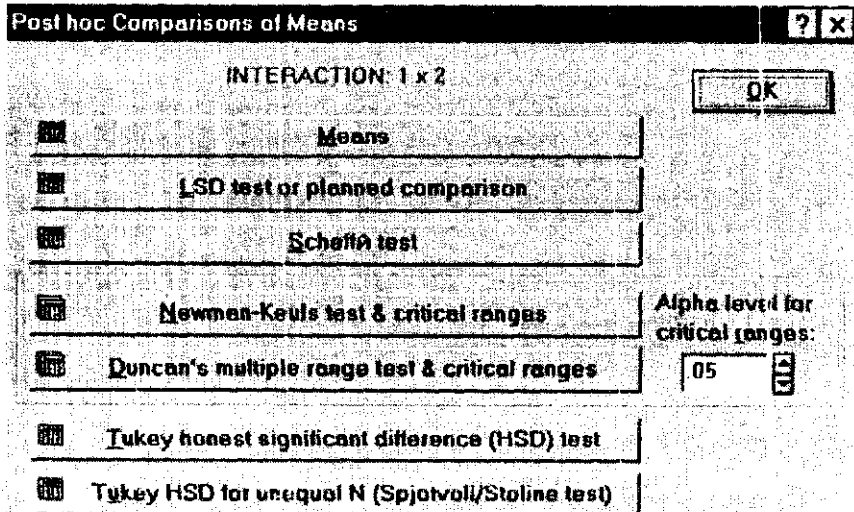 Post hoc Comparisons of Means
? X
INTERACTION: 1 x 2
OK
Means
LSD test or planned comparison
Scheffé test
Newman-Keuls test & critical ranges
Alpha level for
critical ranges:
Duncan's multiple range test & critical ranges
05
Tukey honest significant difference (HSD) test
Tukey HSD for unequal N (Spjotvoll/Stoline test)